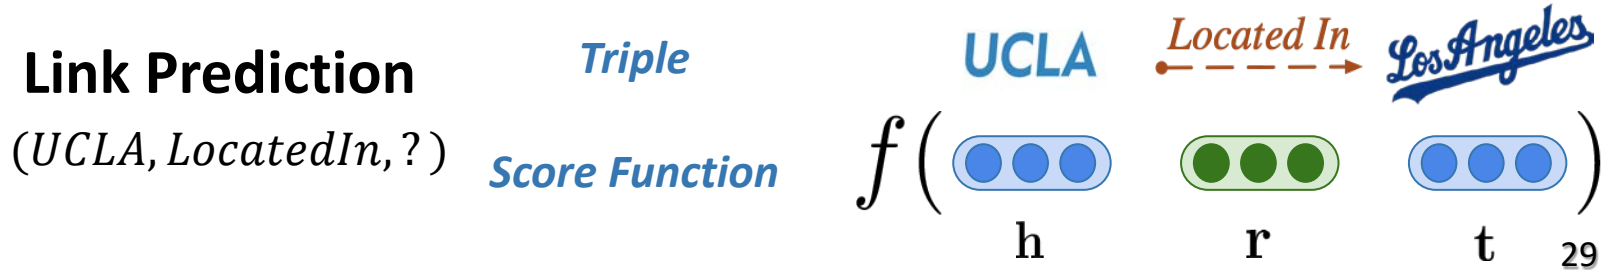 Link Prediction
(UCLA, LocatedIn, ? )
Triple
UCLA
Located In
Los Angeles
Score Function
f( )
h
r
t
29